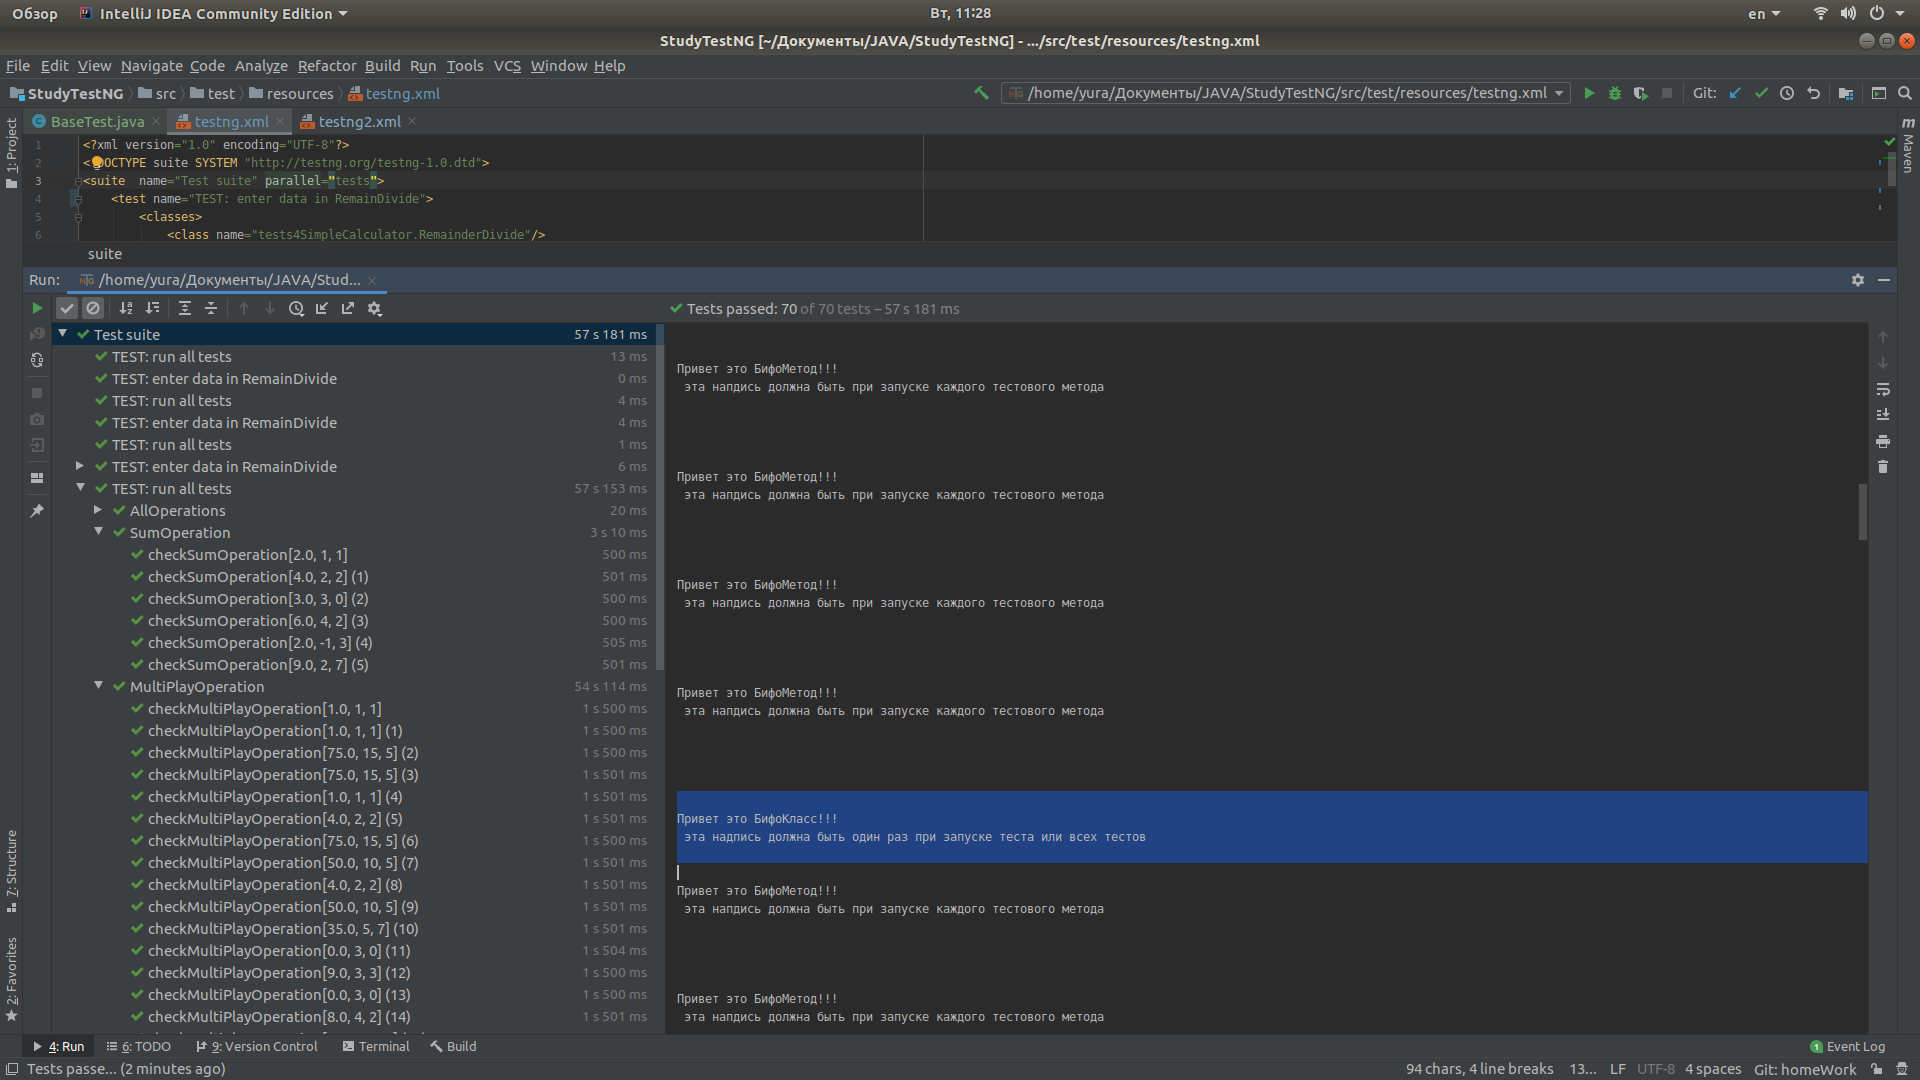 Обзор IntelliJ IDEA Community Edition Вт, 11:28 en
StudyTestNG [~/Документы/JAVA/StudyTestNG] - .../src/test/resources/testng.xml
File Edit View Navigate Code Analyze Refactor Build Run Tools VCS Window Help
StudyTestNG src test resources testng.xml /home/yura/Документы/JAVA/StudyTestNG/src/test/resources/testng.xml Git:
BaseTest.java testng.xml testng2.xml
1 <?xml version="1.0" encoding="UTF-8"?>
2 < OCTYPE suite SYSTEM "http://testng.org/testng-1.0.dtd">
3 <suite name="Test suite" parallel="tests">
4 <test name="TEST: enter data in RemainDivide">
5 <classes>
6 <class name="tests4SimpleCalculator.RemainderDivide"/>
suite
1: Project
Maven
Run: /home/yura/Документы/JAVA/Stud...
Tests passed: 70 of 70 tests – 57 s 181 ms
Test suite 57 s 181 ms
TEST: run all tests 13 ms
TEST: enter data in RemainDivide 0 ms
TEST: run all tests 4 ms
TEST: enter data in RemainDivide 4 ms
TEST: run all tests 1 ms
TEST: enter data in RemainDivide 6 ms
TEST: run all tests 57 s 153 ms
AllOperations 20 ms
SumOperation 3 s 10 ms
checkSumOperation[2.0, 1, 1] 500 ms
checkSumOperation[4.0, 2, 2] (1) 501 ms
checkSumOperation[3.0, 3, 0] (2) 500 ms
checkSumOperation[6.0, 4, 2] (3) 500 ms
checkSumOperation[2.0, -1, 3] (4) 505 ms
checkSumOperation[9.0, 2, 7] (5) 501 ms
MultiPlayOperation 54 s 114 ms
checkMultiPlayOperation[1.0, 1, 1] 1 s 500 ms
checkMultiPlayOperation[1.0, 1, 1] (1) 1 s 500 ms
checkMultiPlayOperation[75.0, 15, 5] (2) 1 s 500 ms
checkMultiPlayOperation[75.0, 15, 5] (3) 1 s 501 ms
checkMultiPlayOperation[1.0, 1, 1] (4) 1 s 501 ms
checkMultiPlayOperation[4.0, 2, 2] (5) 1 s 501 ms
checkMultiPlayOperation[75.0, 15, 5] (6) 1 s 500 ms
checkMultiPlayOperation[50.0, 10, 5] (7) 1 s 501 ms
checkMultiPlayOperation[4.0, 2, 2] (8) 1 s 501 ms
checkMultiPlayOperation[50.0, 10, 5] (9) 1 s 501 ms
checkMultiPlayOperation[35.0, 5, 7] (10) 1 s 501 ms
checkMultiPlayOperation[0.0, 3, 0] (11) 1 s 504 ms
checkMultiPlayOperation[9.0, 3, 3] (12) 1 s 500 ms
checkMultiPlayOperation[0.0, 3, 0] (13) 1 s 500 ms
checkMultiPlayOperation[8.0, 4, 2] (14) 1 s 501 ms
Привет это БифоМетод!!!
эта напдись должна быть при запуске каждого тестового метода
Привет это БифоМетод!!!
эта напдись должна быть при запуске каждого тестового метода
Привет это БифоМетод!!!
эта напдись должна быть при запуске каждого тестового метода
Привет это БифоМетод!!!
эта напдись должна быть при запуске каждого тестового метода
Привет это БифоКласс!!!
эта надпись должна быть один раз при запуске теста или всех тестов
Привет это БифоМетод!!!
эта напдись должна быть при запуске каждого тестового метода
Привет это БифоМетод!!!
эта напдись должна быть при запуске каждого тестового метода
7: Structure
2: Favorites
4: Run 6: TODO 9: Version Control Terminal Build 1 Event Log
Tests passe... (2 minutes ago) 94 chars, 4 line breaks 13... LF UTF-8 4 spaces Git: homeWork